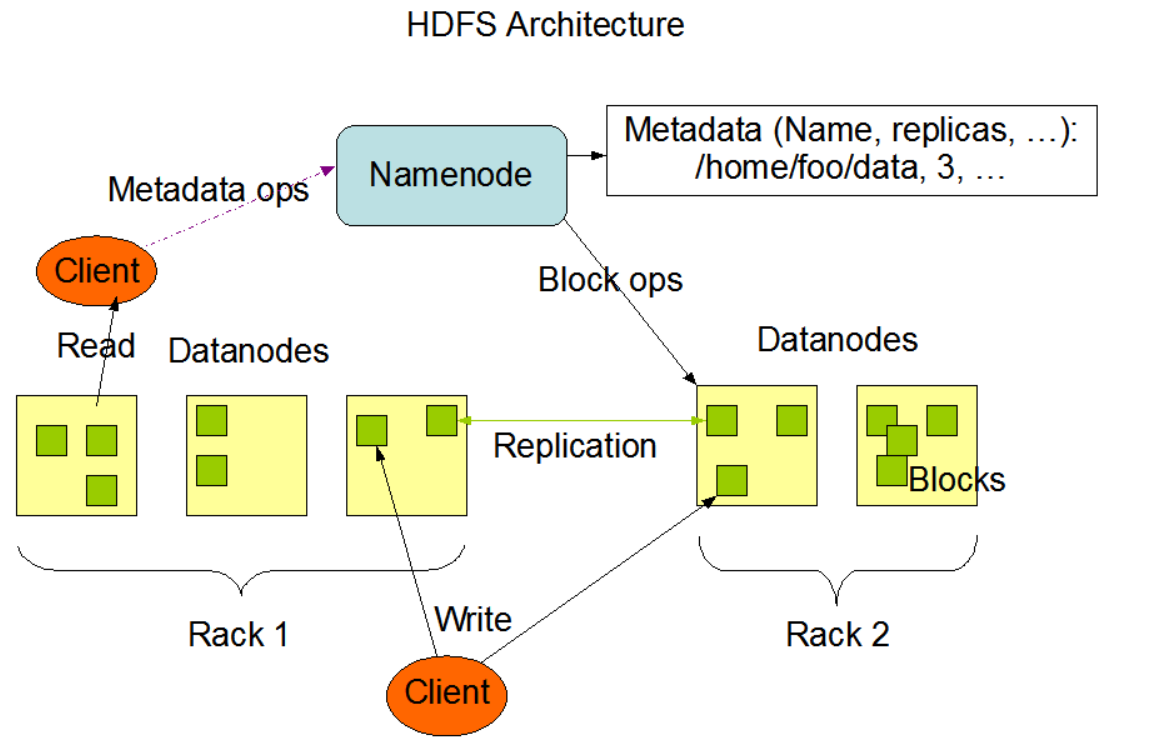 HDFS Architecture
Metadata (Name, replicas, …):
/home/foo/data, 3, …
Namenode
Metadata ops
Client
Block ops
Read
Datanodes
Datanodes
Replication
Blocks
Rack 1
Write
Rack 2
Client